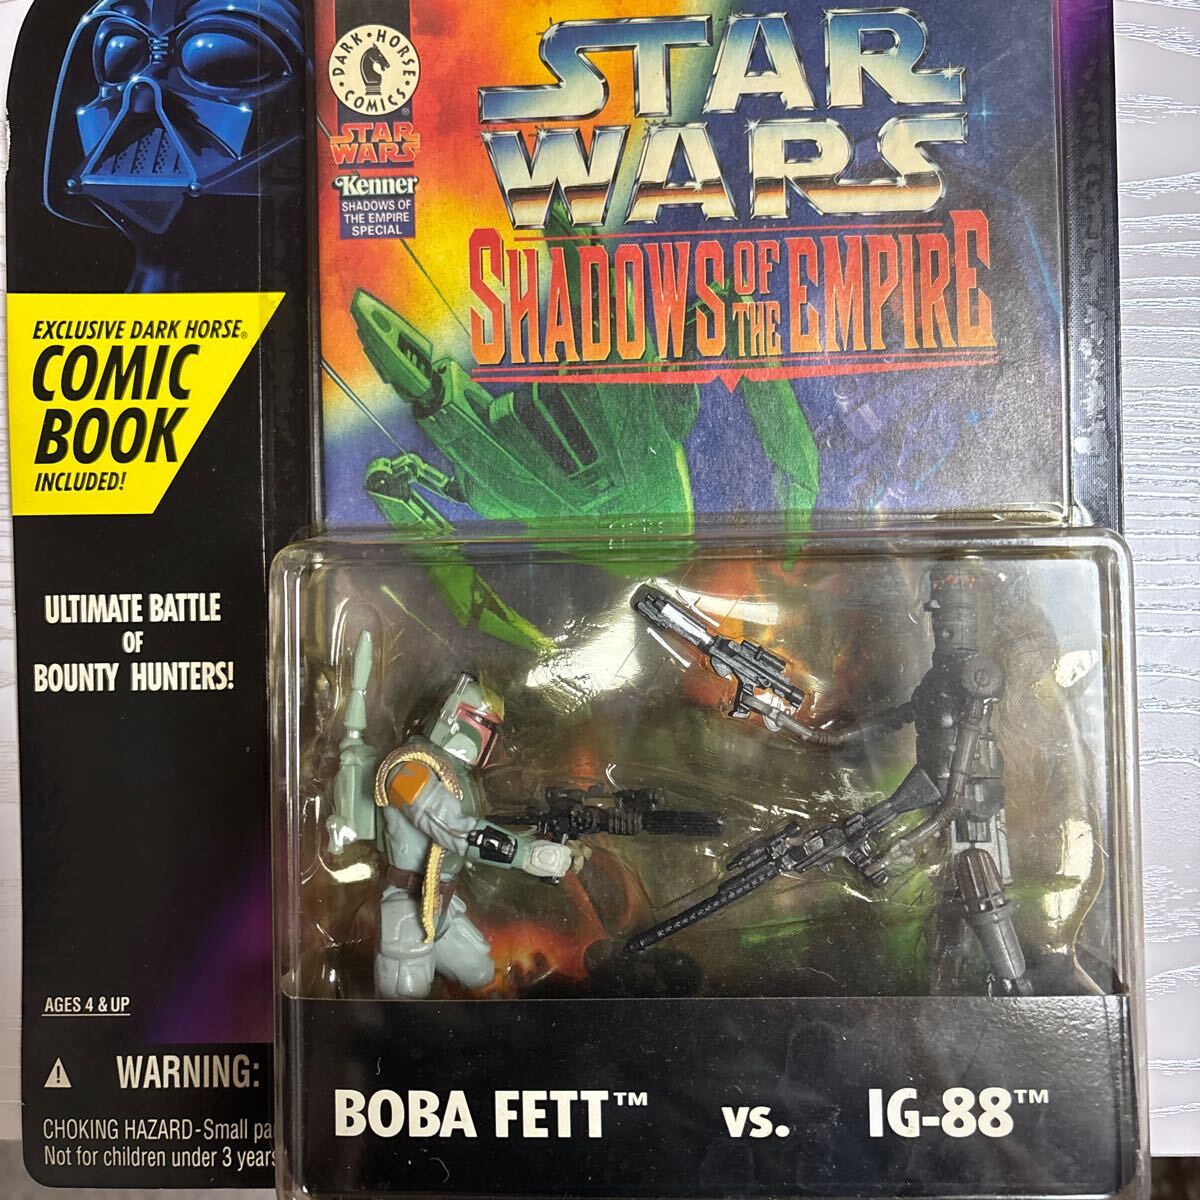 DARK · HORSE
COMICS®
STAR
WARS
Kenner
SHADOWS OF
THE EMPIRE
SPECIAL
STAR
WARS
SHADOWS OF THE EMPIRE
EXCLUSIVE DARK HORSE®
COMIC
BOOK
INCLUDED!
ULTIMATE BATTLE
OF
BOUNTY HUNTERS!
AGES 4 & UP
WARNING:
CHOKING HAZARD-Small
Not for children under 3 years
BOBA FETT™ vs. IG-88™